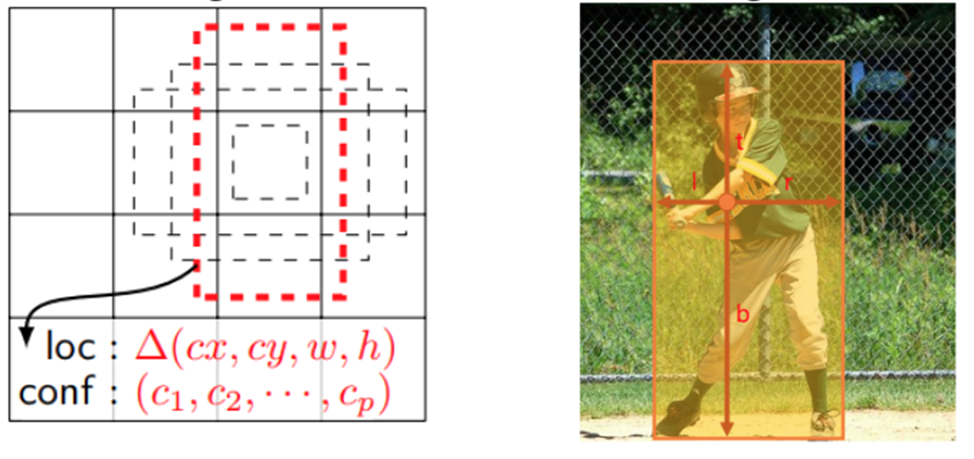 loc : Δ(cx, cy, w, h)
conf : (c₁, c₂, ⋯, cₚ)
t
l r
b